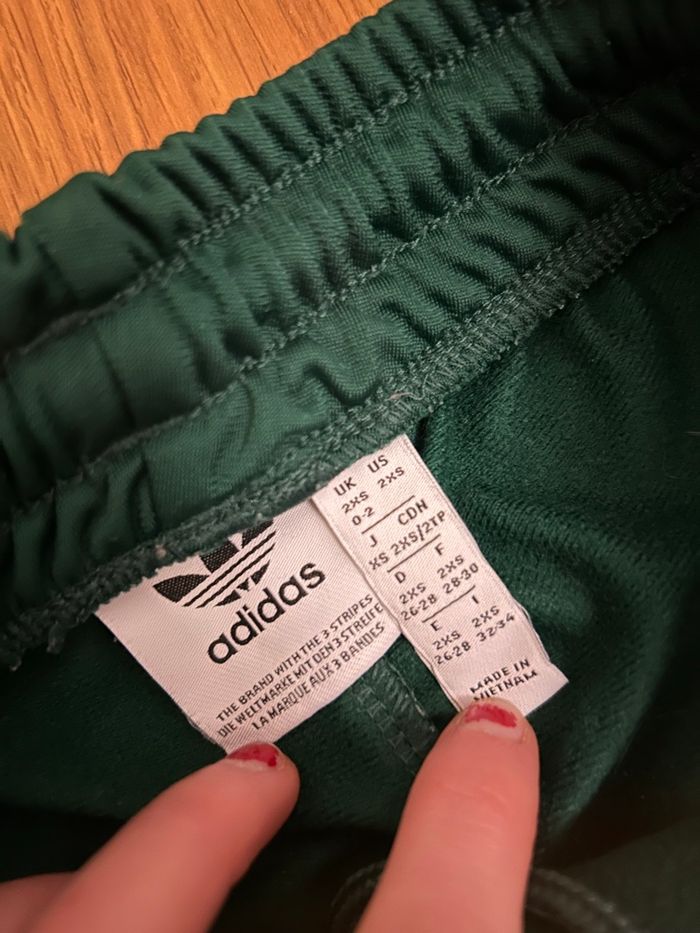 adidas
THE BRAND WITH THE 3 STRIPES
DIE WELTMARKE MIT DEN 3 STREIFEN
LA MARQUE AUX 3 BANDES
UK US
2XS 2XS
0-2
J CDN
XS 2XS/2TP
D F
2XS 2XS
26-28 28-30
E I
2XS 2XS
26-28 32-34
MADE IN
VIETNAM